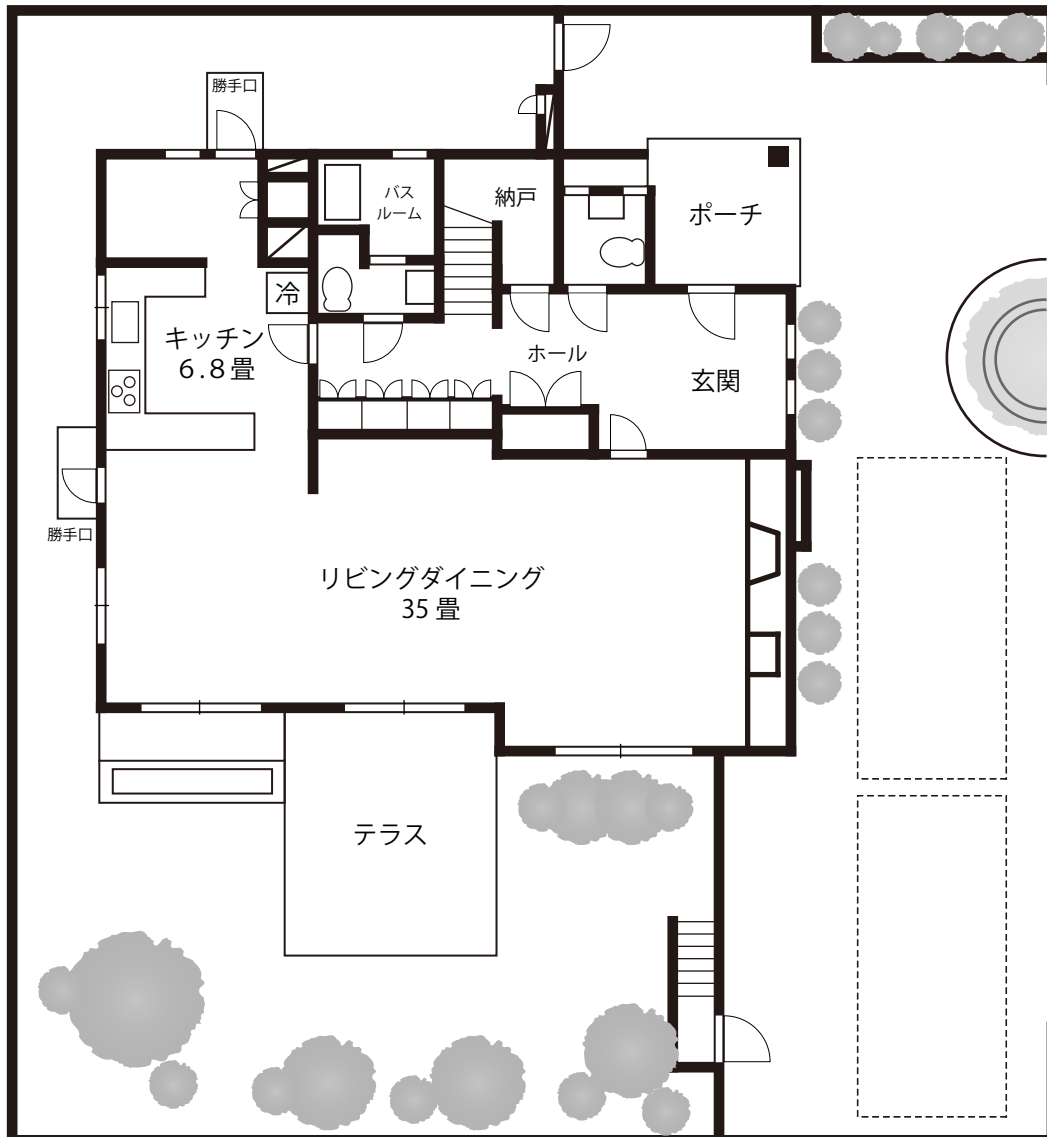 勝手口
バス
ルーム
納戸
ポーチ
冷
キッチン
6.8畳
ホール
玄関
勝手口
リビングダイニング
35 畳
テラス